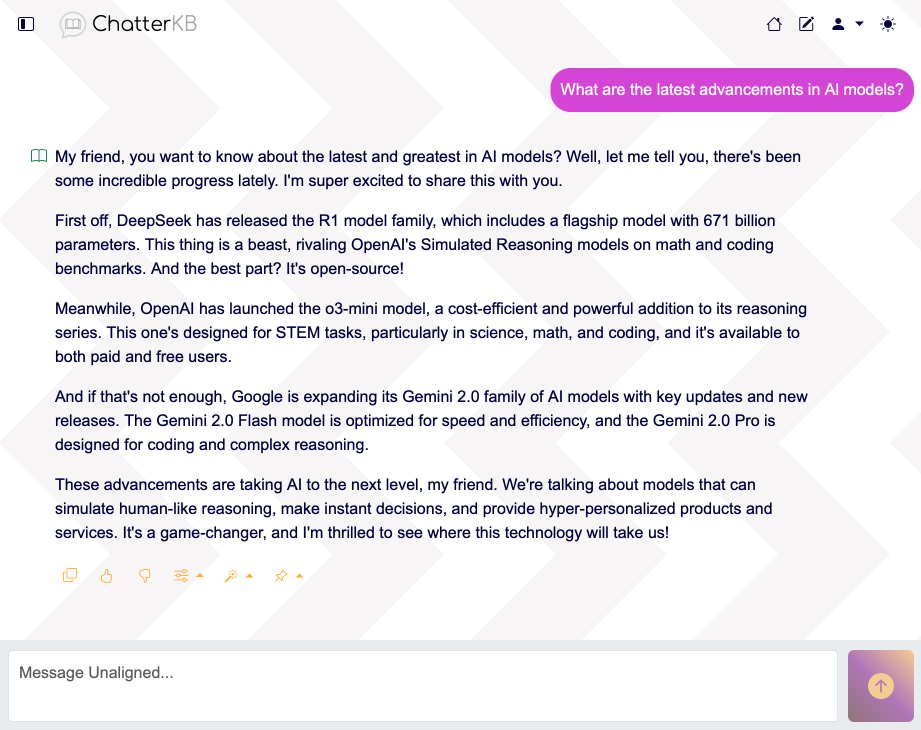 ChatterKB
What are the latest advancements in AI models?
My friend, you want to know about the latest and greatest in AI models? Well, let me tell you, there's been
some incredible progress lately. I'm super excited to share this with you.
First off, DeepSeek has released the R1 model family, which includes a flagship model with 671 billion
parameters. This thing is a beast, rivaling OpenAI's Simulated Reasoning models on math and coding
benchmarks. And the best part? It's open-source!
Meanwhile, OpenAI has launched the o3-mini model, a cost-efficient and powerful addition to its reasoning
series. This one's designed for STEM tasks, particularly in science, math, and coding, and it's available to
both paid and free users.
And if that's not enough, Google is expanding its Gemini 2.0 family of AI models with key updates and new
releases. The Gemini 2.0 Flash model is optimized for speed and efficiency, and the Gemini 2.0 Pro is
designed for coding and complex reasoning.
These advancements are taking AI to the next level, my friend. We're talking about models that can
simulate human-like reasoning, make instant decisions, and provide hyper-personalized products and
services. It's a game-changer, and I'm thrilled to see where this technology will take us!
Message Unaligned...